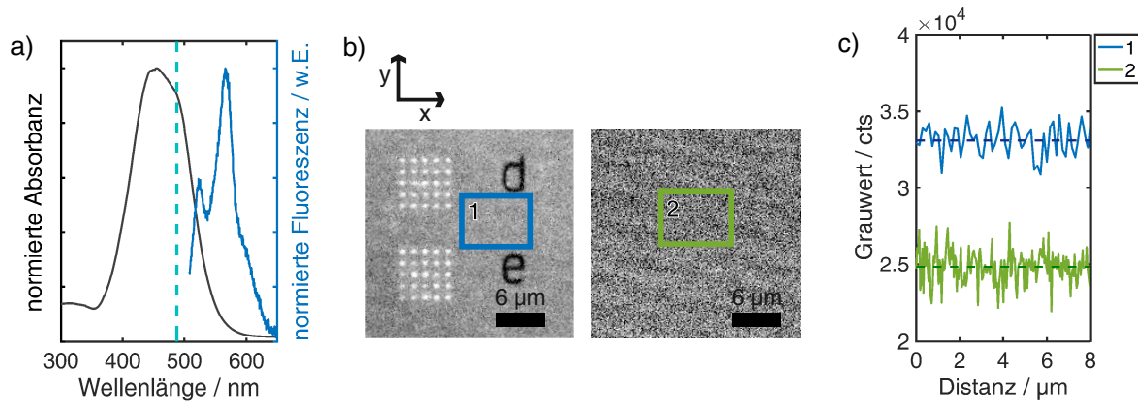 a)
normierte Absorbanz
normierte Fluoreszenz / w.E.
300 400 500 600
Wellenlänge / nm
b)
y
x
d
1
e
6 µm
2
6 µm
c)
×10⁴
4
3.5
3
2.5
2
Grauwert / cts
0 2 4 6 8
Distanz / µm
1
2